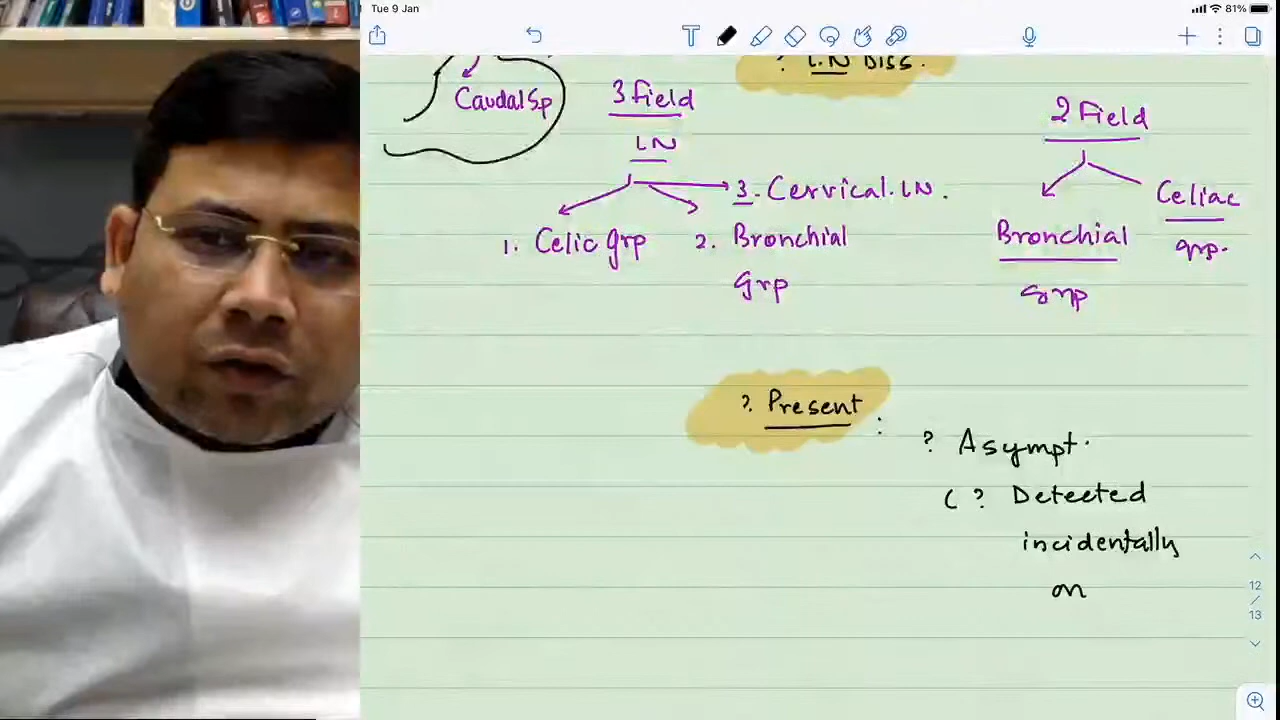 Tue 9 Jan
81%
? L.N DISS.
Caudal Sp
3 Field
LN
3. Cervical. LN.
1. Celic grp
2. Bronchial
Grp
2 Field
Celiac
grp.
Bronchial
Grp
?. Present :
? Asympt.
( ? Detected
incidentally
on
12
/
13